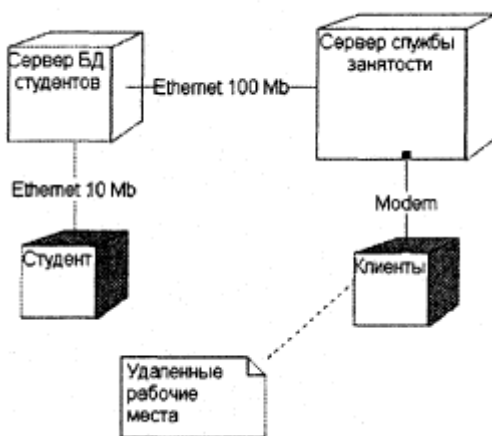 Сервер БД
студентов
Ethernet 100 Mb
Сервер службы
занятости
Ethernet 10 Mb
Modem
Студент
Клиенты
Удаленные
рабочие
места